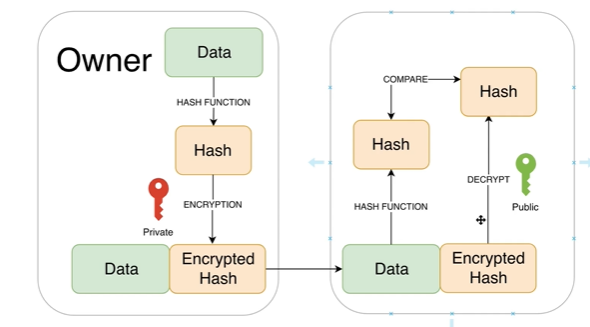 Owner
Data
HASH FUNCTION
Hash
ENCRYPTION
Private
Data
Encrypted
Hash
COMPARE
Hash
Hash
DECRYPT
HASH FUNCTION
Public
Data
Encrypted
Hash